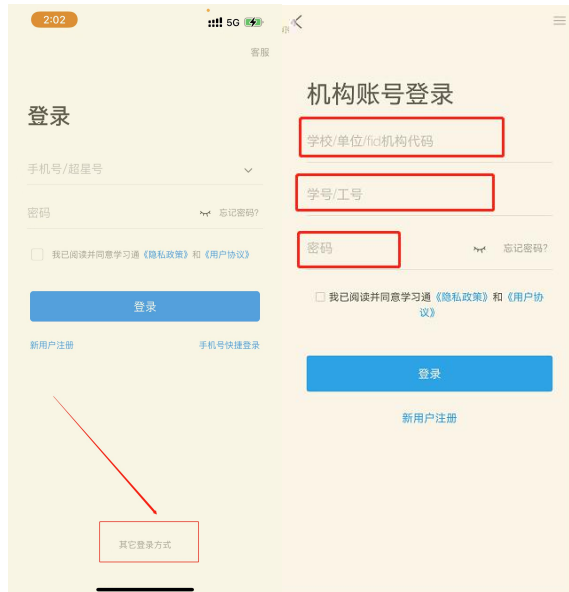 2:02
5G
客服
登录
手机号/超星号
密码
忘记密码?
我已阅读并同意学习通《隐私政策》和《用户协议》
登录
新用户注册
手机号快捷登录
其它登录方式
机构账号登录
学校/单位/fid机构代码
学号/工号
密码
忘记密码?
我已阅读并同意学习通《隐私政策》和《用户协
议》
登录
新用户注册